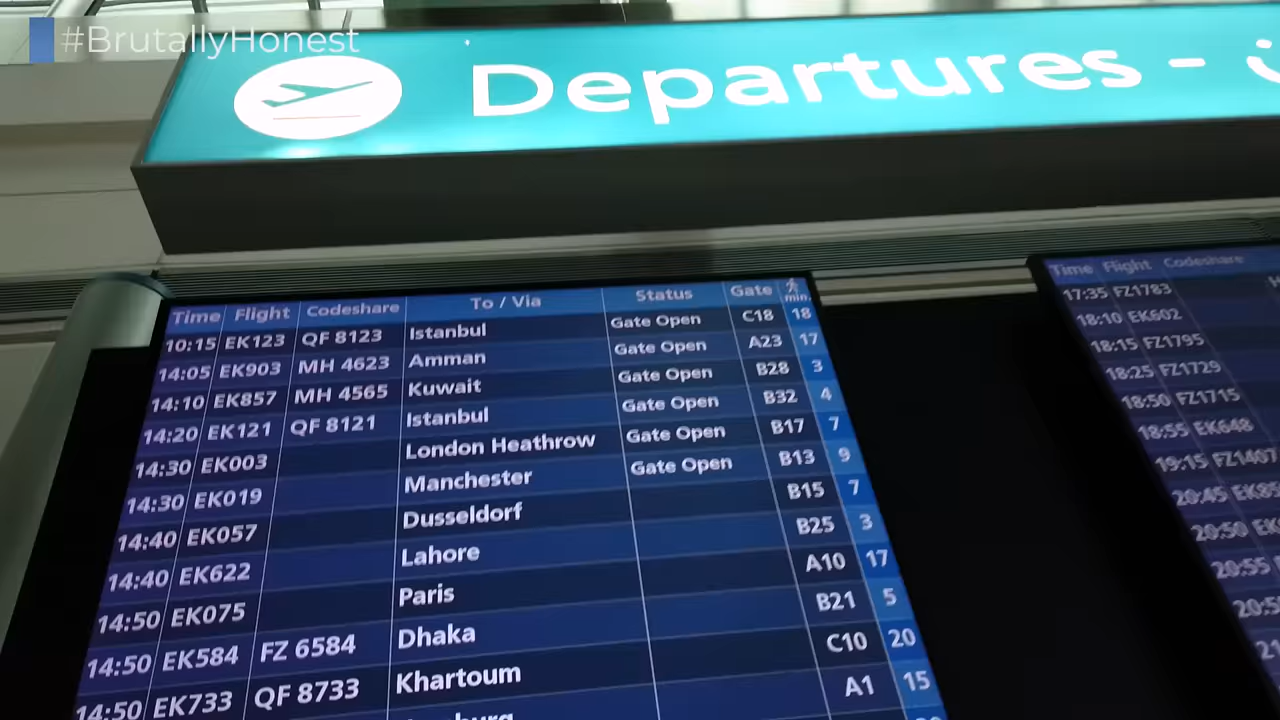 #BrutallyHonest
Departures -
Time Flight Codeshare To / Via Status Gate min.
10:15 EK123 QF 8123 Istanbul Gate Open C18 18
14:05 EK903 MH 4623 Amman Gate Open A23 17
14:10 EK857 MH 4565 Kuwait Gate Open B28 3
14:20 EK121 QF 8121 Istanbul Gate Open B32 4
14:30 EK003 London Heathrow Gate Open B17 7
14:30 EK019 Manchester Gate Open B13 9
14:40 EK057 Dusseldorf B15 7
14:40 EK622 Lahore B25 3
14:50 EK075 Paris A10 17
14:50 EK584 FZ 6584 Dhaka B21 5
14:50 EK733 QF 8733 Khartoum C10 20
A1 15
Time Flight Codeshare
17:35 FZ1783
18:10 EK602
18:15 FZ1795
18:25 FZ1729
18:50 FZ1715
18:55 EK648
19:15 FZ1407
20:45
20:50
20:55